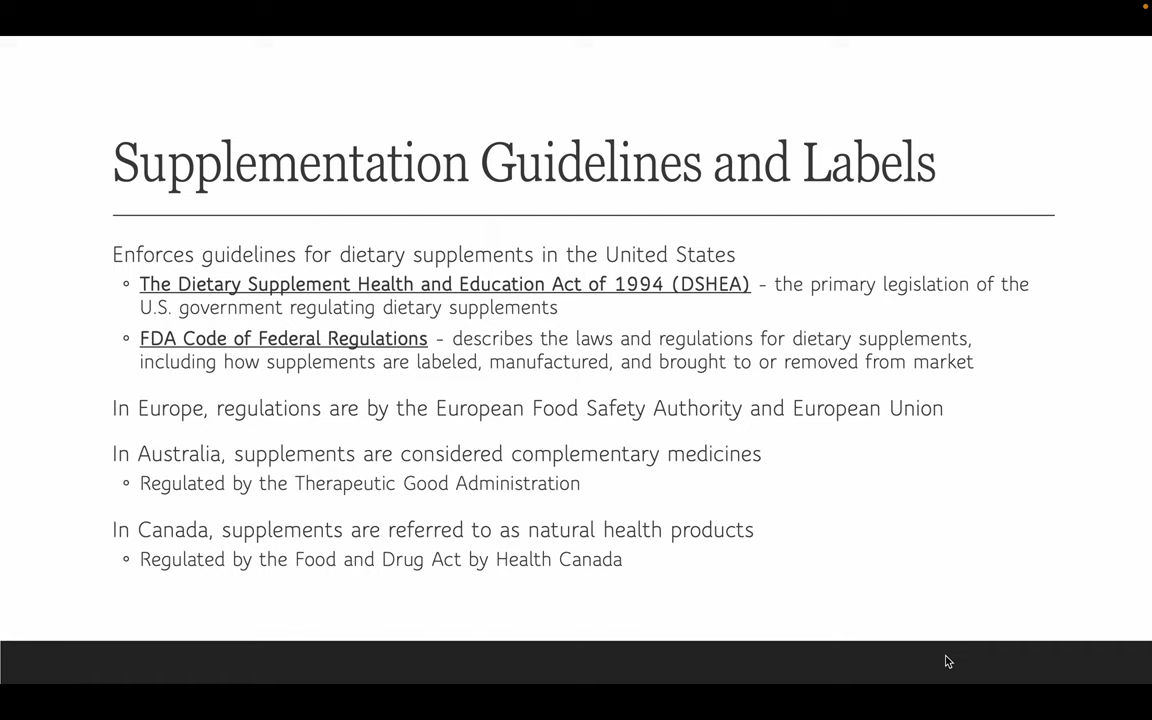 Supplementation Guidelines and Labels
Enforces guidelines for dietary supplements in the United States
◦ The Dietary Supplement Health and Education Act of 1994 (DSHEA) - the primary legislation of the
U.S. government regulating dietary supplements
◦ FDA Code of Federal Regulations - describes the laws and regulations for dietary supplements,
including how supplements are labeled, manufactured, and brought to or removed from market
In Europe, regulations are by the European Food Safety Authority and European Union
In Australia, supplements are considered complementary medicines
◦ Regulated by the Therapeutic Good Administration
In Canada, supplements are referred to as natural health products
◦ Regulated by the Food and Drug Act by Health Canada